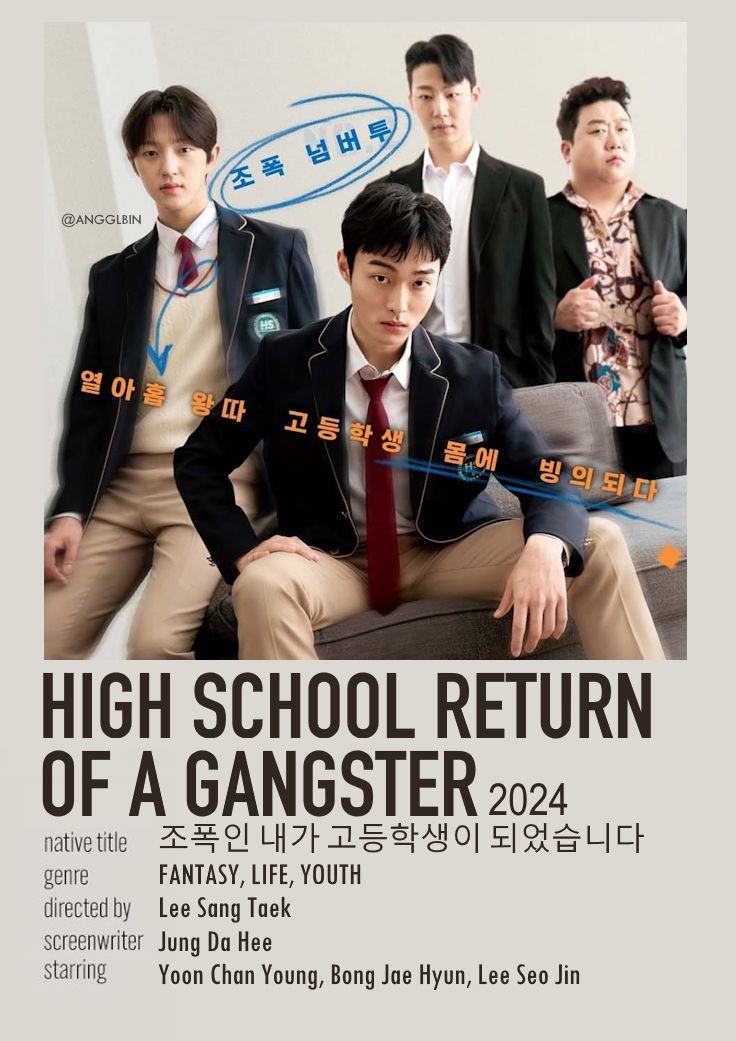 조폭 넘버투
@ANGGLBIN
HS
열아홉 왕따 고등학생 몸에 빙의되다
HS
HIGH SCHOOL RETURN
OF A GANGSTER 2024
native title 조폭인 내가 고등학생이 되었습니다
genre FANTASY, LIFE, YOUTH
directed by Lee Sang Taek
screenwriter Jung Da Hee
starring Yoon Chan Young, Bong Jae Hyun, Lee Seo Jin